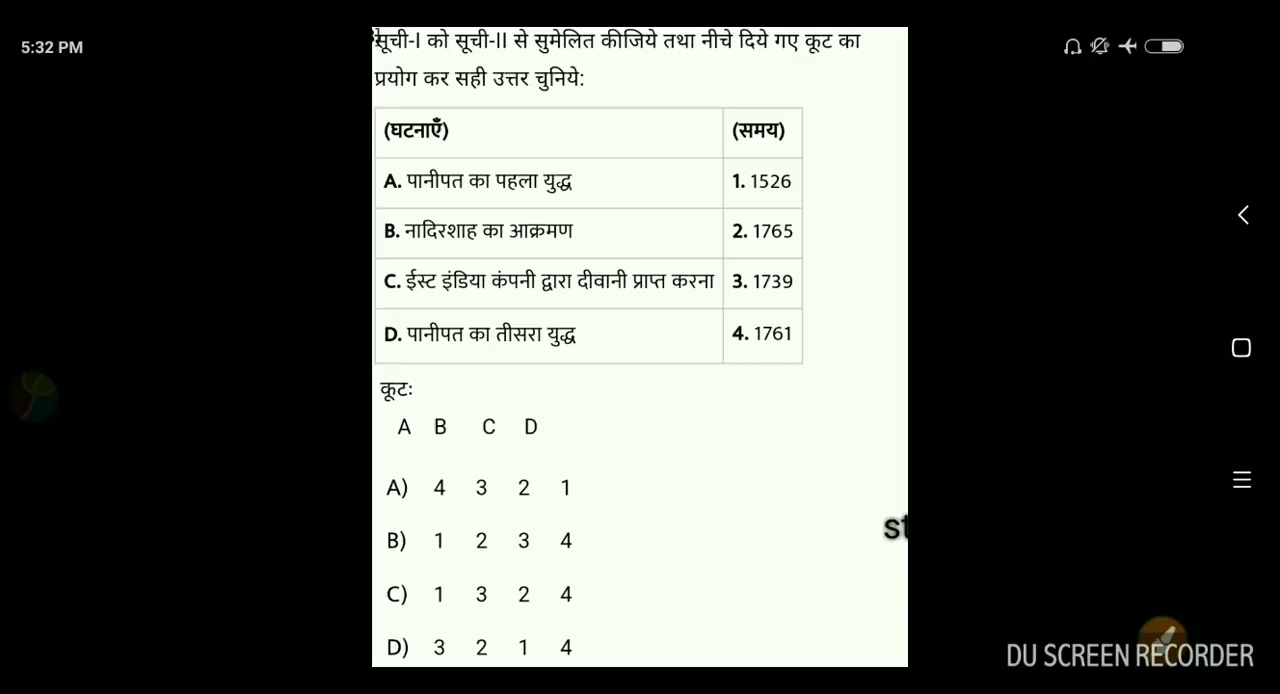 5:32 PM
सूची-I को सूची-II से सुमेलित कीजिये तथा नीचे दिये गए कूट का
प्रयोग कर सही उत्तर चुनिये:
(घटनाएँ) (समय)
A. पानीपत का पहला युद्ध 1. 1526
B. नादिरशाह का आक्रमण 2. 1765
C. ईस्ट इंडिया कंपनी द्वारा दीवानी प्राप्त करना 3. 1739
D. पानीपत का तीसरा युद्ध 4. 1761
कूटः
A B C D
A) 4 3 2 1
B) 1 2 3 4
st
C) 1 3 2 4
D) 3 2 1 4
DU SCREEN RECORDER